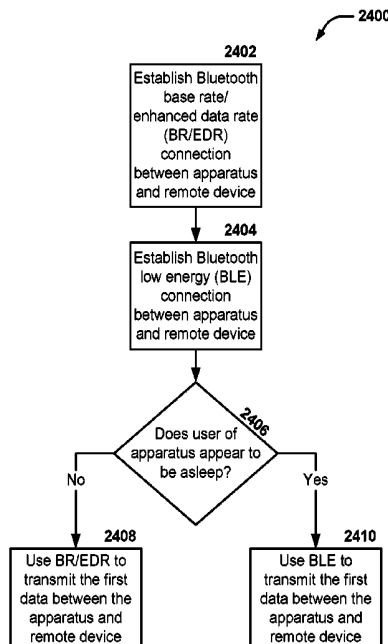 2400
2402
Establish Bluetooth
base rate/
enhanced data rate
(BR/EDR)
connection
between apparatus
and remote device
2404
Establish Bluetooth
low energy (BLE)
connection
between apparatus
and remote device
2406
Does user of
apparatus appear to
be asleep?
No
Yes
2408
Use BR/EDR to
transmit the first
data between the
apparatus and
remote device
2410
Use BLE to
transmit the first
data between the
apparatus and
remote device